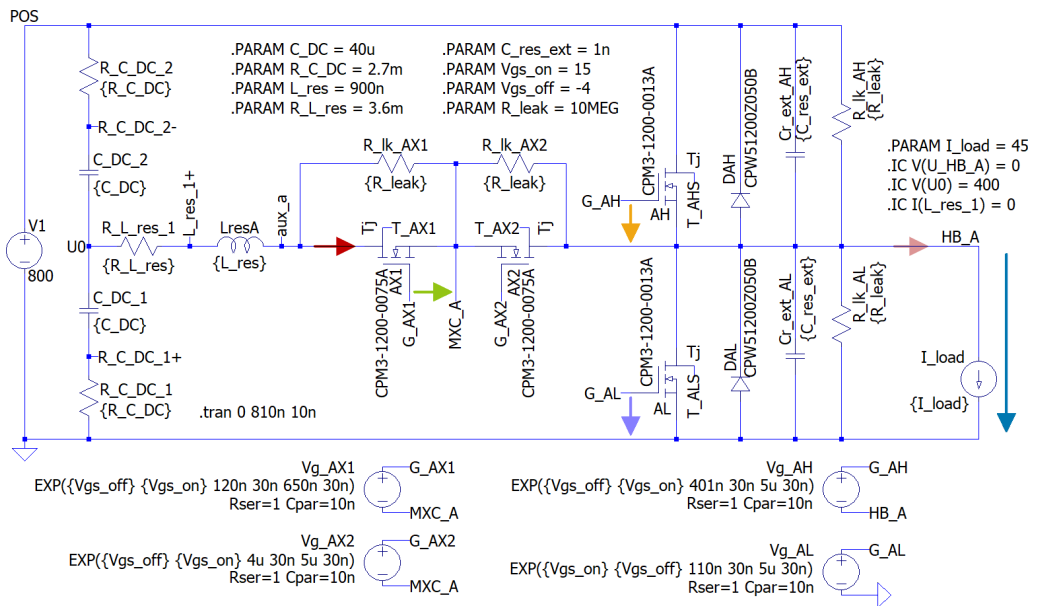 POS
.PARAM C_DC = 40u
.PARAM R_C_DC = 2.7m
.PARAM L_res = 900n
.PARAM R_L_res = 3.6m
.PARAM C_res_ext = 1n
.PARAM Vgs_on = 15
.PARAM Vgs_off = -4
.PARAM R_leak = 10MEG
R_C_DC_2
{R_C_DC}
R_C_DC_2-
C_DC_2
{C_DC}
V1
800
U0
R_L_res_1
{R_L_res}
L_res_1+
LresA
{L_res}
aux_a
R_lk_AX1
{R_leak}
R_lk_AX2
{R_leak}
Tj
T_AX1
AX1
CPM3-1200-0075A
G_AX1
MXC_A
T_AX2
Tj
AX2
CPM3-1200-0075A
G_AX2
CPM3-1200-0013A
Tj
G_AH
AH
T_AHS
DAH
CPW51200Z050B
Cr_ext_AH
{C_res_ext}
R_lk_AH
{R_leak}
.PARAM I_load = 45
.IC V(U_HB_A) = 0
.IC V(U0) = 400
.IC I(L_res_1) = 0
HB_A
C_DC_1
{C_DC}
R_C_DC_1+
R_C_DC_1
{R_C_DC}
.tran 0 810n 10n
CPM3-1200-0013A
Tj
G_AL
AL
T_ALS
DAL
CPW51200Z050B
Cr_ext_AL
{C_res_ext}
R_lk_AL
{R_leak}
I_load
{I_load}
Vg_AX1
EXP({Vgs_off} {Vgs_on} 120n 30n 650n 30n)
Rser=1 Cpar=10n
G_AX1
MXC_A
Vg_AH
EXP({Vgs_off} {Vgs_on} 401n 30n 5u 30n)
Rser=1 Cpar=10n
G_AH
HB_A
Vg_AX2
EXP({Vgs_off} {Vgs_on} 4u 30n 5u 30n)
Rser=1 Cpar=10n
G_AX2
MXC_A
Vg_AL
EXP({Vgs_on} {Vgs_off} 110n 30n 5u 30n)
Rser=1 Cpar=10n
G_AL